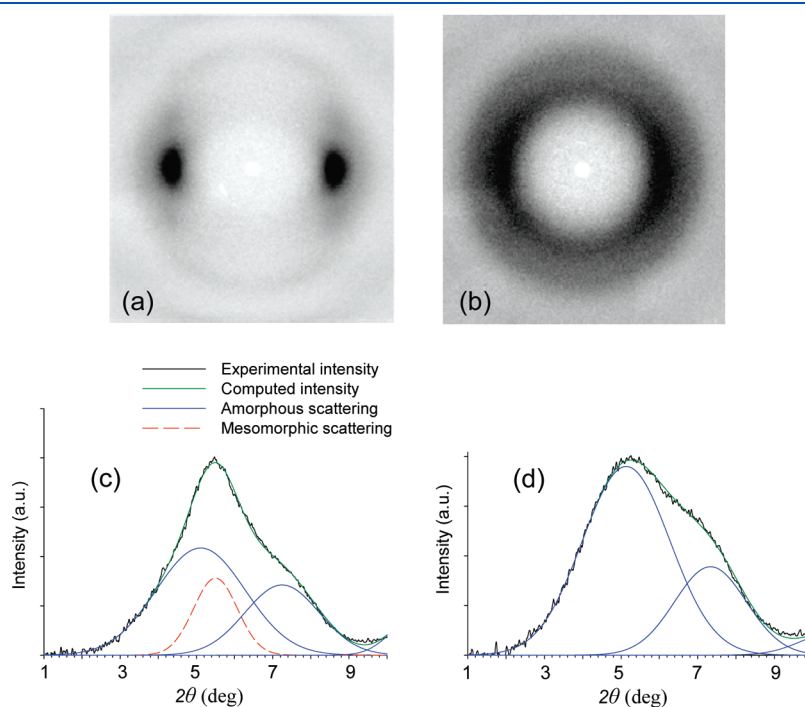 (a)
(b)
Experimental intensity
Computed intensity
Amorphous scattering
Mesomorphic scattering
(c)
(d)
Intensity (a.u.)
Intensity (a.u.)
1 3 5 7 9
1 3 5 7 9
2θ (deg)
2θ (deg)